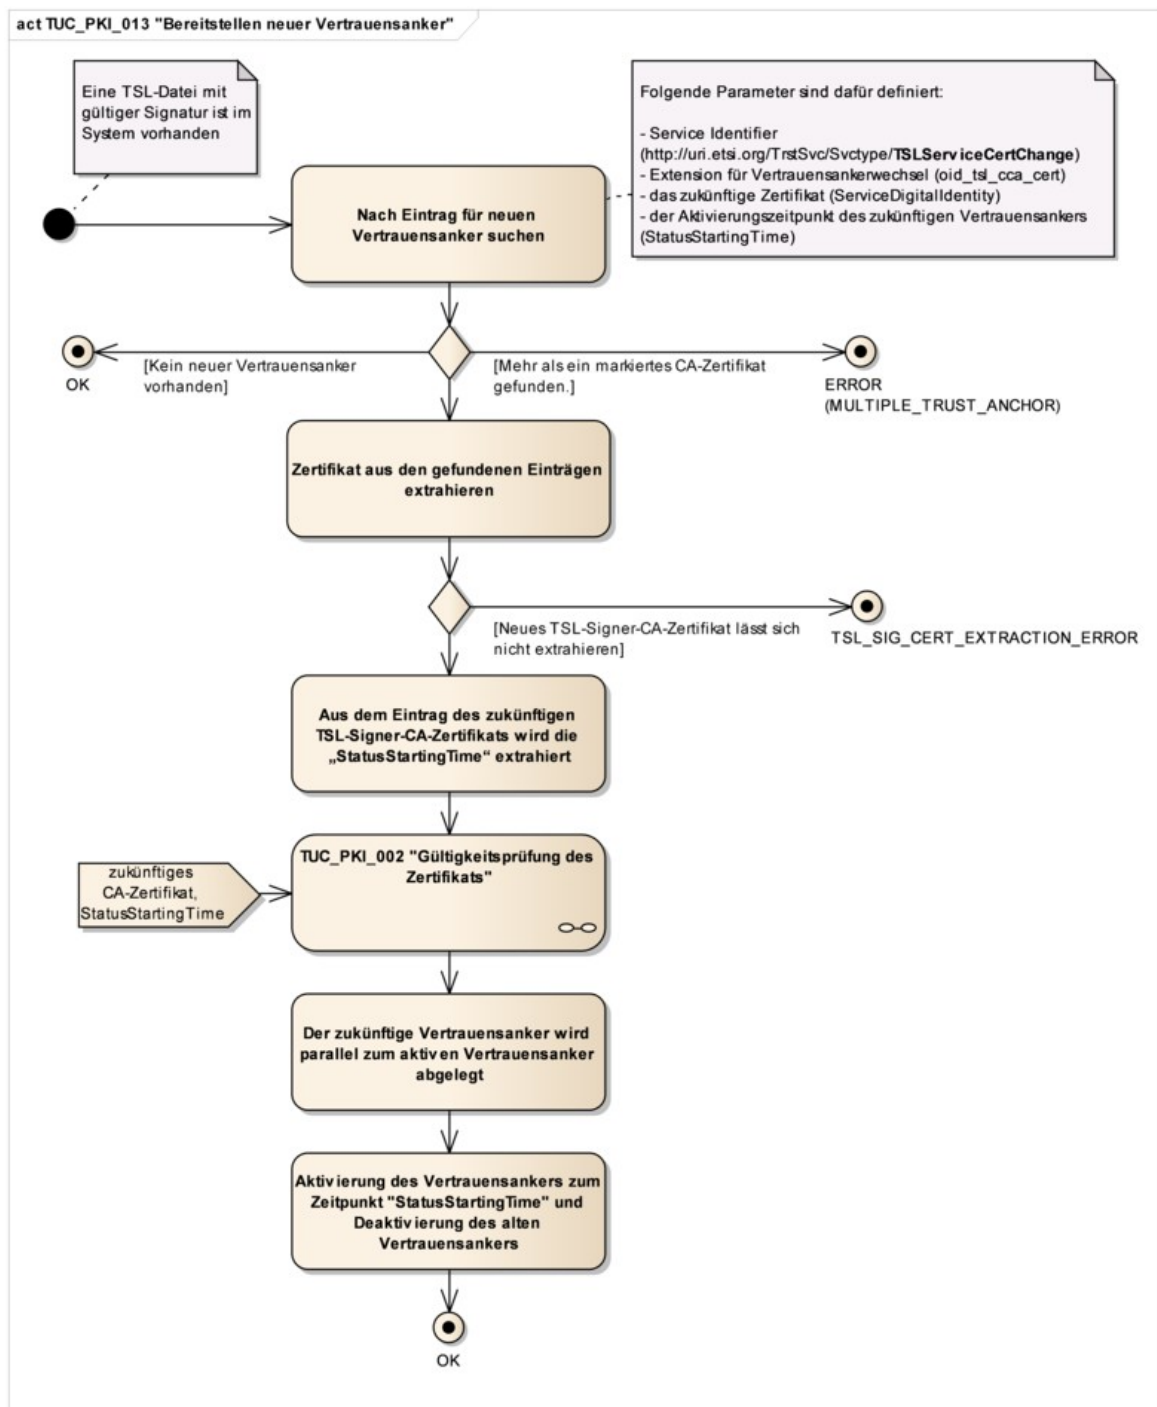 act TUC_PKI_013 "Bereitstellen neuer Vertrauensanker"
Eine TSL-Datei mit
gültiger Signatur ist im
System vorhanden
Folgende Parameter sind dafür definiert:
- Service Identifier
(http://uri.etsi.org/TrstSvc/Svctype/TSLServiceCertChange)
- Extension für Vertrauensankerwechsel (oid_tsl_cca_cert)
- das zukünftige Zertifikat (ServiceDigitalIdentity)
- der Aktivierungszeitpunkt des zukünftigen Vertrauensankers
(StatusStartingTime)
Nach Eintrag für neuen
Vertrauensanker suchen
[Kein neuer Vertrauensanker
vorhanden]
OK
[Mehr als ein markiertes CA-Zertifikat
gefunden.]
ERROR
(MULTIPLE_TRUST_ANCHOR)
Zertifikat aus den gefundenen Einträgen
extrahieren
[Neues TSL-Signer-CA-Zertifikat lässt sich
nicht extrahieren]
TSL_SIG_CERT_EXTRACTION_ERROR
Aus dem Eintrag des zukünftigen
TSL-Signer-CA-Zertifikats wird die
„StatusStartingTime“ extrahiert
TUC_PKI_002 "Gültigkeitsprüfung des
Zertifikats"
zukünftiges
CA-Zertifikat,
StatusStartingTime
Der zukünftige Vertrauensanker wird
parallel zum aktiven Vertrauensanker
abgelegt
Aktivierung des Vertrauensankers zum
Zeitpunkt "StatusStartingTime" und
Deaktivierung des alten
Vertrauensankers
OK